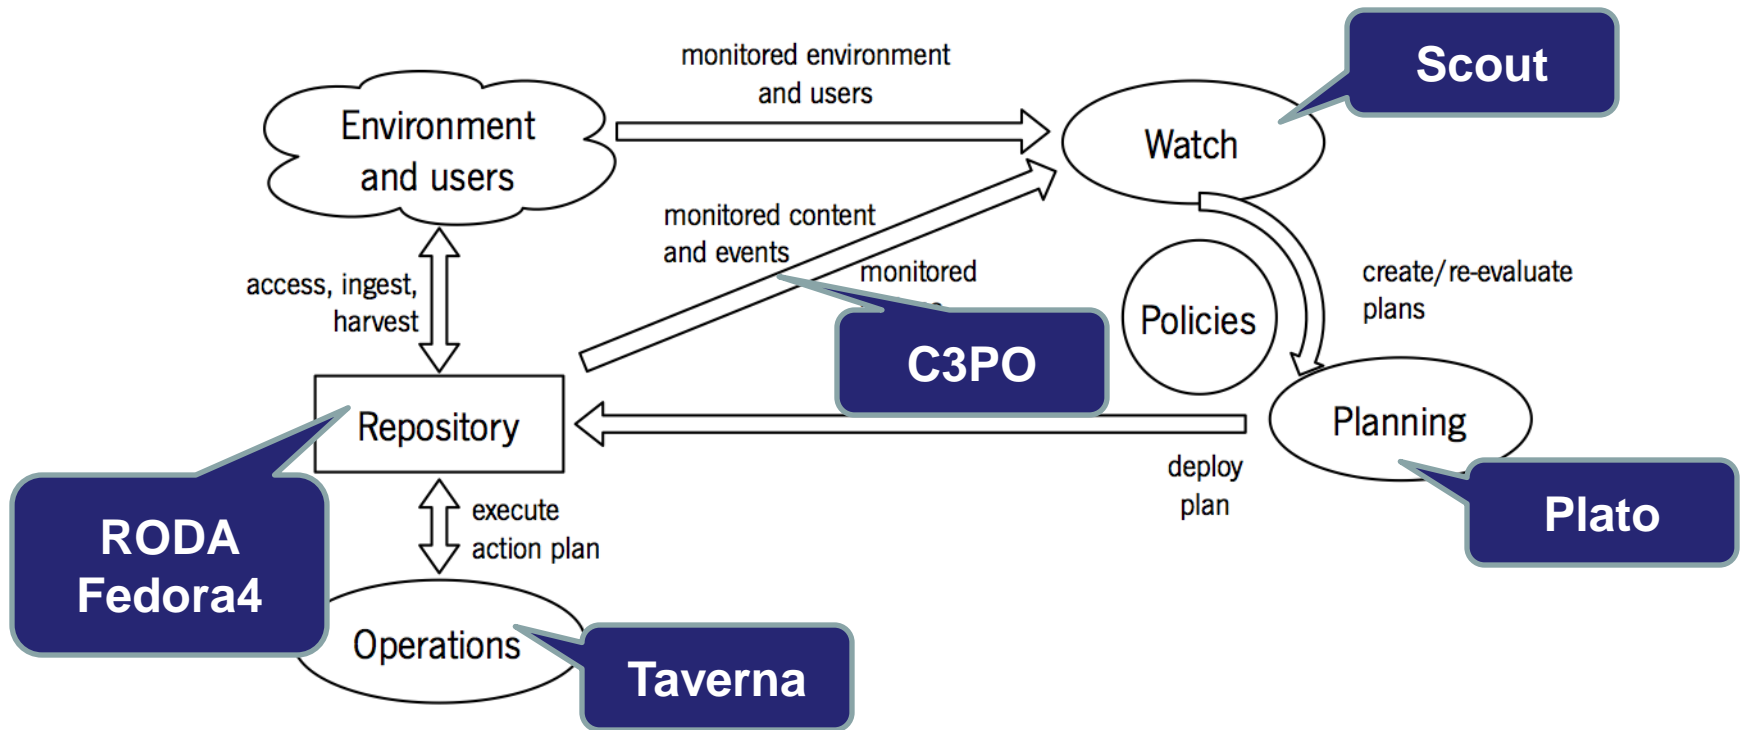 monitored environment
and users
Scout
Environment
and users
Watch
monitored content
and events
monitored
access, ingest,
harvest
create/re-evaluate
plans
Policies
C3PO
Repository
Planning
deploy
plan
Plato
RODA
Fedora4
execute
action plan
Operations
Taverna